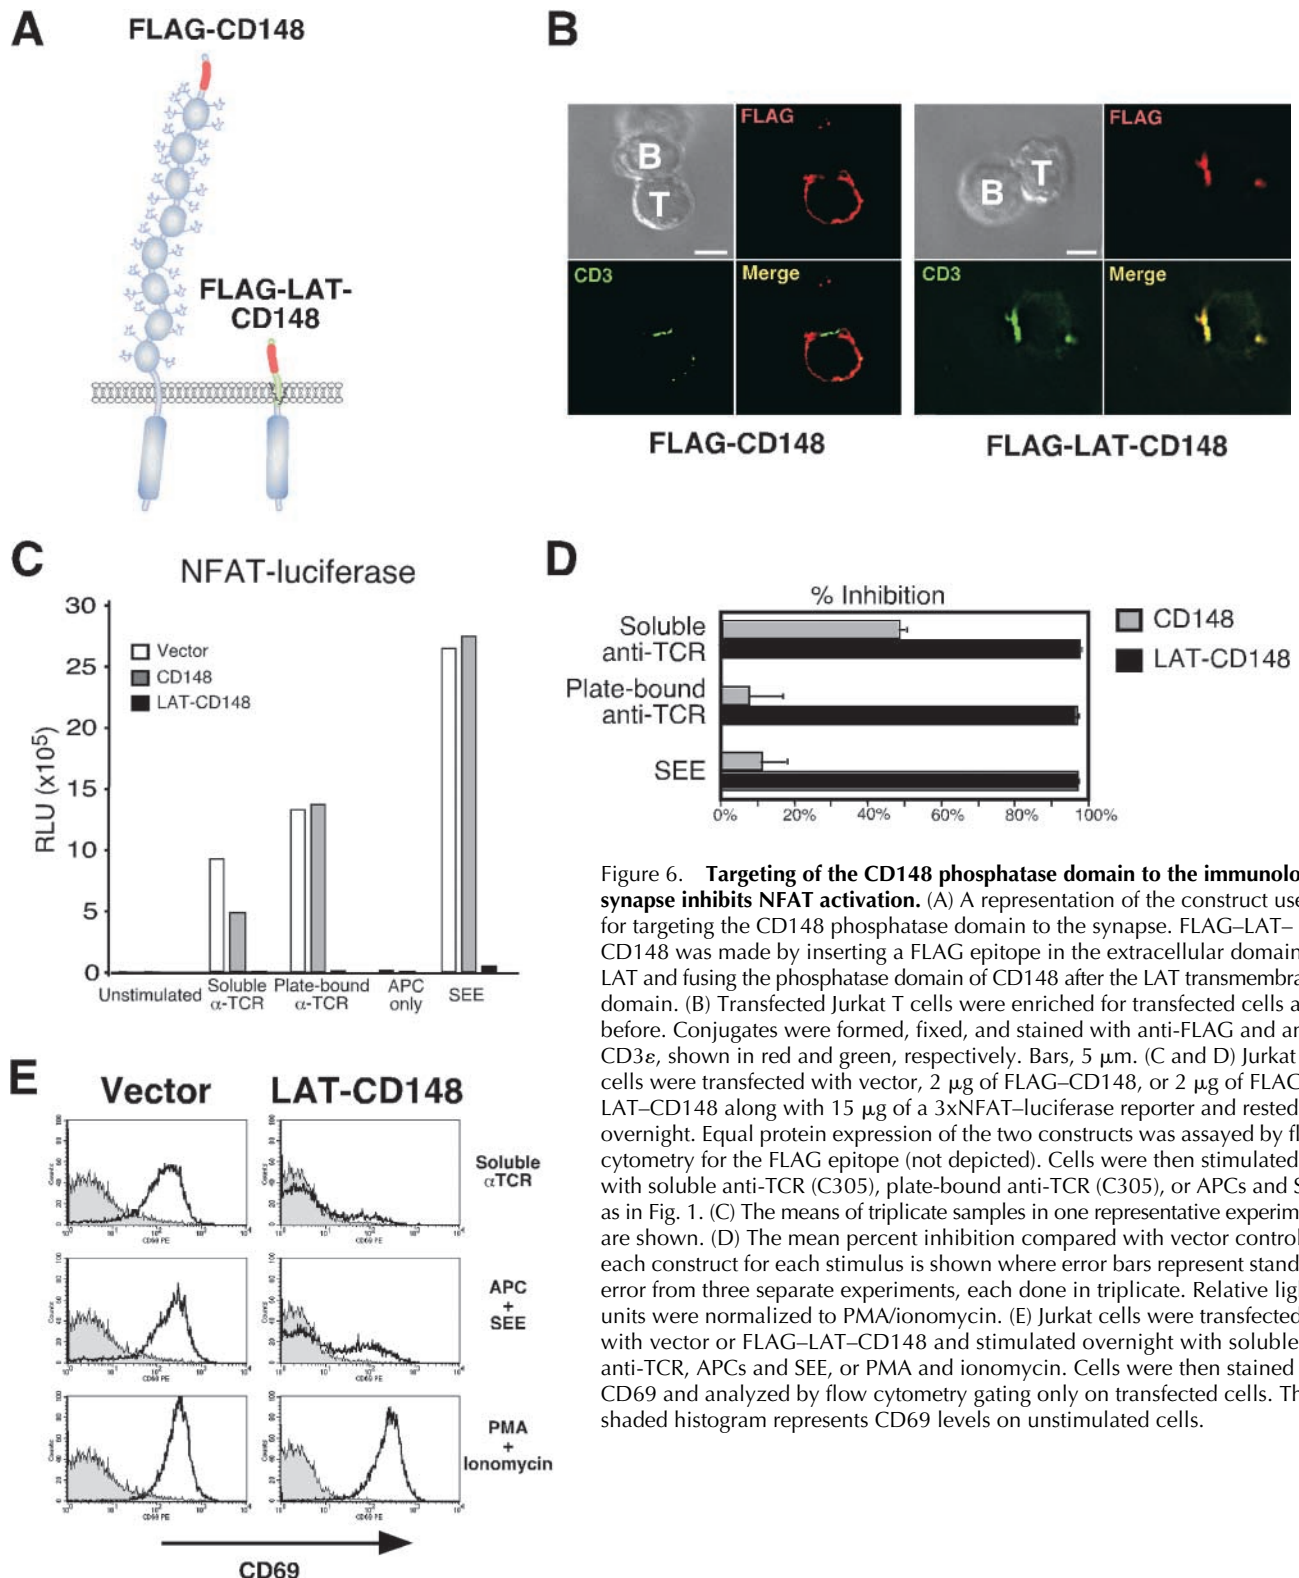 A
FLAG-CD148
FLAG-LAT-
CD148
B
B
T
FLAG
CD3
Merge
FLAG-CD148
B
T
FLAG
CD3
Merge
FLAG-LAT-CD148
C
NFAT-luciferase
RLU (x10⁵)
30
25
20
15
10
5
0
Vector
CD148
LAT-CD148
Unstimulated
Soluble
α-TCR
Plate-bound
α-TCR
APC
only
SEE
D
% Inhibition
Soluble
anti-TCR
Plate-bound
anti-TCR
SEE
0% 20% 40% 60% 80% 100%
CD148
LAT-CD148
E
Vector
LAT-CD148
Soluble
αTCR
APC
+
SEE
PMA
+
Ionomycin
Counts
CD69 PE
CD69
Figure 6. Targeting of the CD148 phosphatase domain to the immunolo
synapse inhibits NFAT activation. (A) A representation of the construct use
for targeting the CD148 phosphatase domain to the synapse. FLAG–LAT–
CD148 was made by inserting a FLAG epitope in the extracellular domain
LAT and fusing the phosphatase domain of CD148 after the LAT transmembra
domain. (B) Transfected Jurkat T cells were enriched for transfected cells a
before. Conjugates were formed, fixed, and stained with anti-FLAG and an
CD3ε, shown in red and green, respectively. Bars, 5 μm. (C and D) Jurkat
cells were transfected with vector, 2 μg of FLAG–CD148, or 2 μg of FLAG
LAT–CD148 along with 15 μg of a 3xNFAT–luciferase reporter and rested
overnight. Equal protein expression of the two constructs was assayed by fl
cytometry for the FLAG epitope (not depicted). Cells were then stimulated
with soluble anti-TCR (C305), plate-bound anti-TCR (C305), or APCs and S
as in Fig. 1. (C) The means of triplicate samples in one representative experim
are shown. (D) The mean percent inhibition compared with vector control
each construct for each stimulus is shown where error bars represent stand
error from three separate experiments, each done in triplicate. Relative ligh
units were normalized to PMA/ionomycin. (E) Jurkat cells were transfected
with vector or FLAG–LAT–CD148 and stimulated overnight with soluble
anti-TCR, APCs and SEE, or PMA and ionomycin. Cells were then stained
CD69 and analyzed by flow cytometry gating only on transfected cells. Th
shaded histogram represents CD69 levels on unstimulated cells.